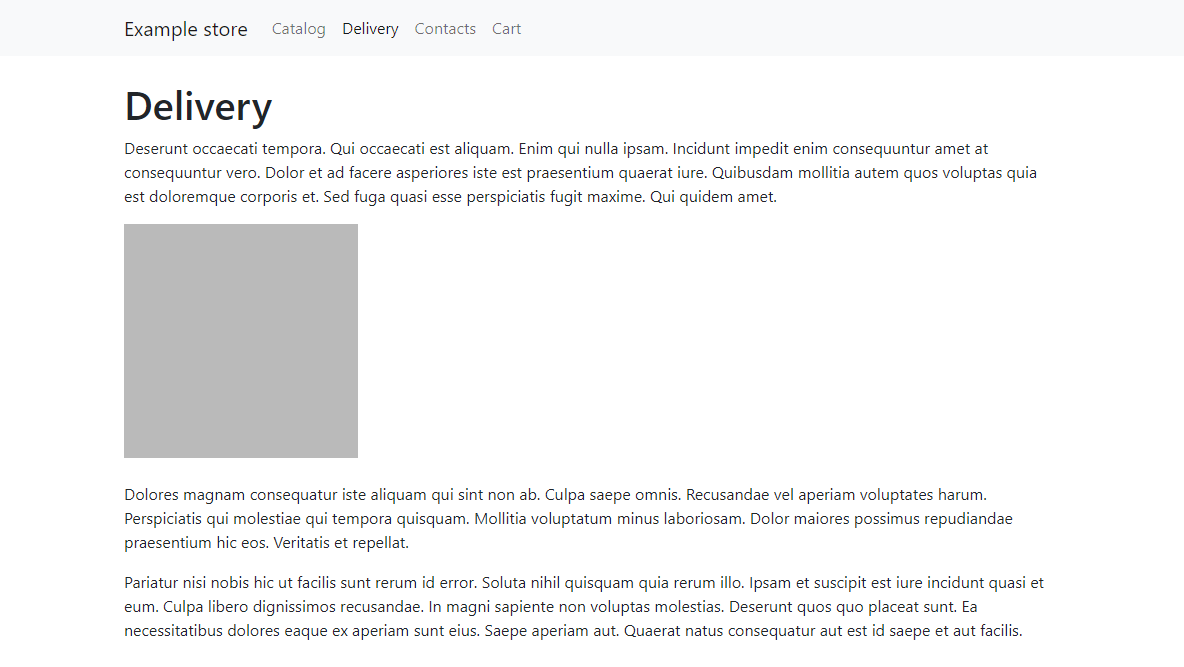 Example store Catalog Delivery Contacts Cart
Delivery
Deserunt occaecati tempora. Qui occaecati est aliquam. Enim qui nulla ipsam. Incidunt impedit enim consequuntur amet at
consequuntur vero. Dolor et ad facere asperiores iste est praesentium quaerat iure. Quibusdam mollitia autem quos voluptas quia
est doloremque corporis et. Sed fuga quasi esse perspiciatis fugit maxime. Qui quidem amet.
Dolores magnam consequatur iste aliquam qui sint non ab. Culpa saepe omnis. Recusandae vel aperiam voluptates harum.
Perspiciatis qui molestiae qui tempora quisquam. Mollitia voluptatum minus laboriosam. Dolor maiores possimus repudiandae
praesentium hic eos. Veritatis et repellat.
Pariatur nisi nobis hic ut facilis sunt rerum id error. Soluta nihil quisquam quia rerum illo. Ipsam et suscipit est iure incidunt quasi et
eum. Culpa libero dignissimos recusandae. In magni sapiente non voluptas molestias. Deserunt quos quo placeat sunt. Ea
necessitatibus dolores eaque ex aperiam sunt eius. Saepe aperiam aut. Quaerat natus consequatur aut est id saepe et aut facilis.